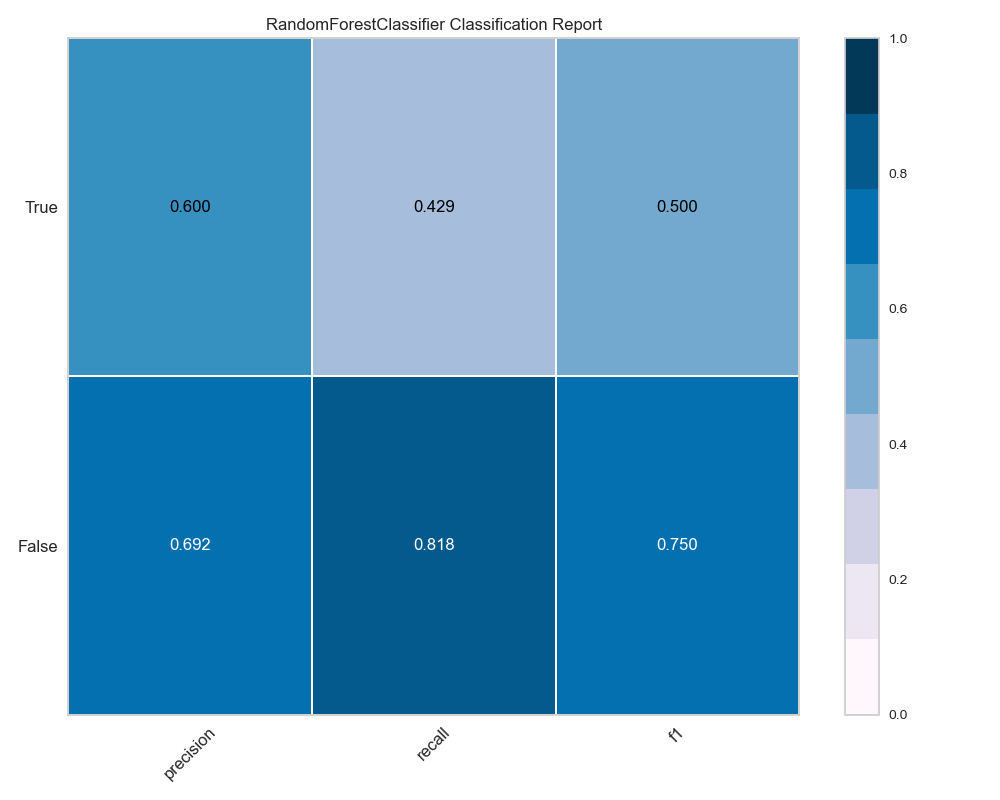 RandomForestClassifier Classification Report
True
0.600
0.429
0.500
False
0.692
0.818
0.750
precision
recall
f1
1.0
0.8
0.6
0.4
0.2
0.0